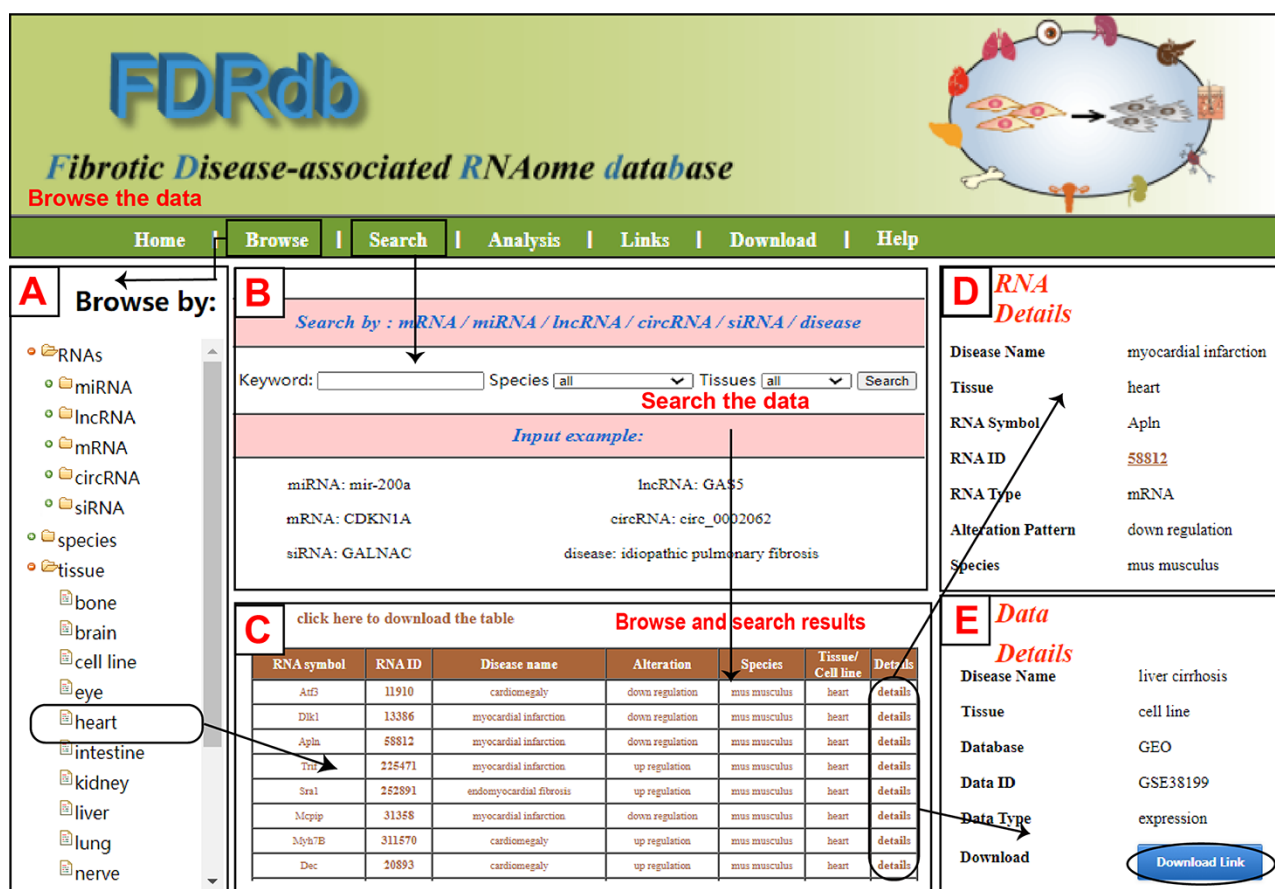 FDRdb
Fibrotic Disease-associated RNAome database
Browse the data
Home | Browse | Search | Analysis | Links | Download | Help
A
Browse by:
RNAs
miRNA
lncRNA
mRNA
circRNA
siRNA
species
tissue
bone
brain
cell line
eye
heart
intestine
kidney
liver
lung
nerve
B
Search by : mRNA / miRNA / lncRNA / circRNA / siRNA / disease
Keyword: Species all Tissues all Search
Search the data
Input example:
miRNA: mir-200a lncRNA: GAS5
mRNA: CDKN1A circRNA: circ_0002062
siRNA: GALNAC disease: idiopathic pulmonary fibrosis
C
click here to download the table Browse and search results
RNA symbol RNA ID Disease name Alteration Species Tissue/ Cell line Details
Atf3 11910 cardiomegaly down regulation mus musculus heart details
Dlk1 13386 myocardial infarction down regulation mus musculus heart details
Apln 58812 myocardial infarction down regulation mus musculus heart details
225471 myocardial infarction up regulation mus musculus heart details
Sra1 252891 endomyocardial fibrosis up regulation mus musculus heart details
Mcpip 31358 myocardial infarction down regulation mus musculus heart details
Myh7B 311570 cardiomegaly up regulation mus musculus heart details
Dec 20893 cardiomegaly up regulation mus musculus heart details
D
RNA
Details
Disease Name myocardial infarction
Tissue heart
RNA Symbol Apln
RNA ID 58812
RNA Type mRNA
Alteration Pattern down regulation
Species mus musculus
E
Data
Details
Disease Name liver cirrhosis
Tissue cell line
Database GEO
Data ID GSE38199
Data Type expression
Download Download Link